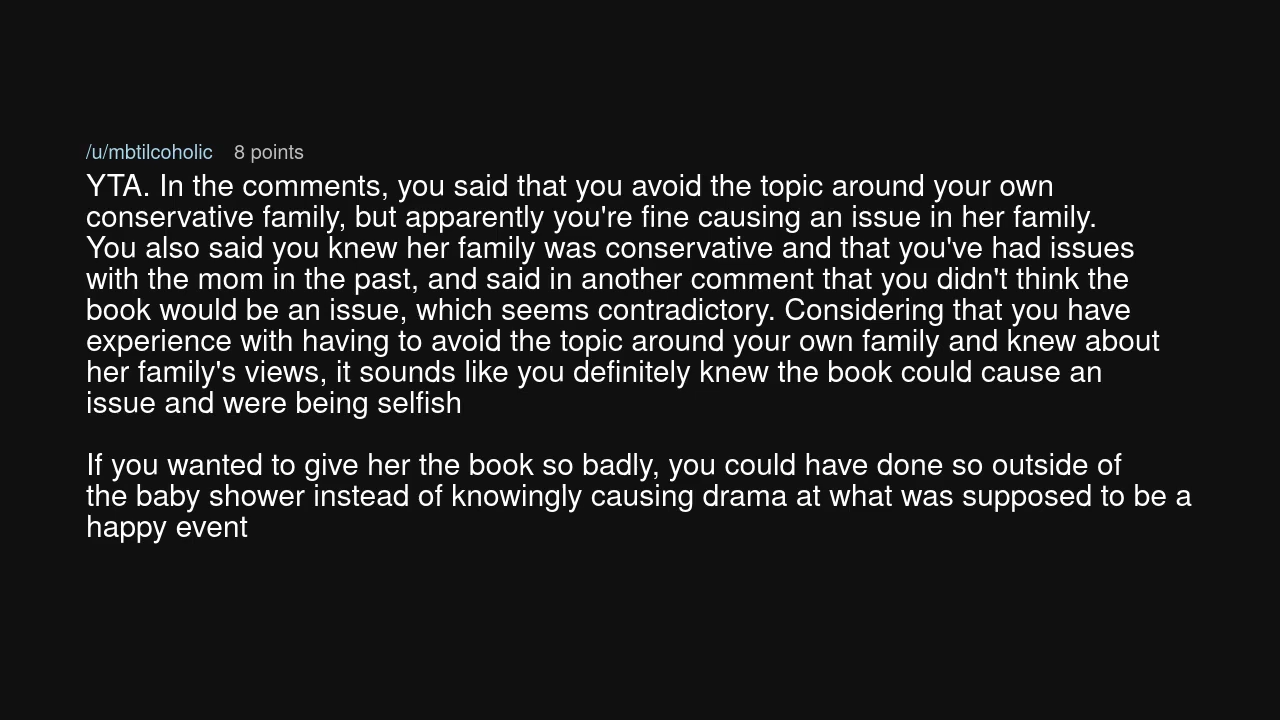 /u/mbtilcoholic 8 points
YTA. In the comments, you said that you avoid the topic around your own
conservative family, but apparently you're fine causing an issue in her family.
You also said you knew her family was conservative and that you've had issues
with the mom in the past, and said in another comment that you didn't think the
book would be an issue, which seems contradictory. Considering that you have
experience with having to avoid the topic around your own family and knew about
her family's views, it sounds like you definitely knew the book could cause an
issue and were being selfish
If you wanted to give her the book so badly, you could have done so outside of
the baby shower instead of knowingly causing drama at what was supposed to be a
happy event